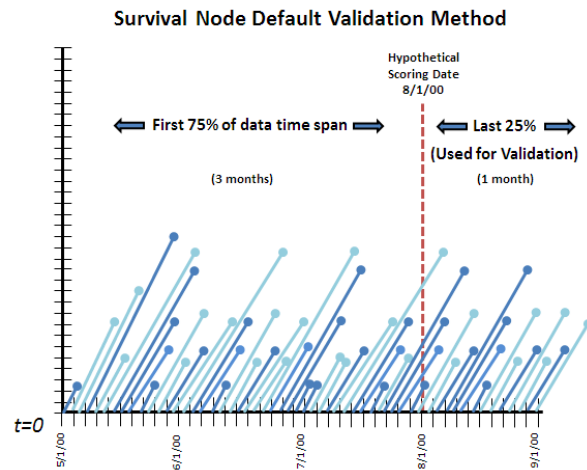 Survival Node Default Validation Method
Hypothetical
Scoring Date
8/1/00
First 75% of data time span
Last 25%
(Used for Validation)
(3 months)
(1 month)
t=0
5/1/00
6/1/00
7/1/00
8/1/00
9/1/00